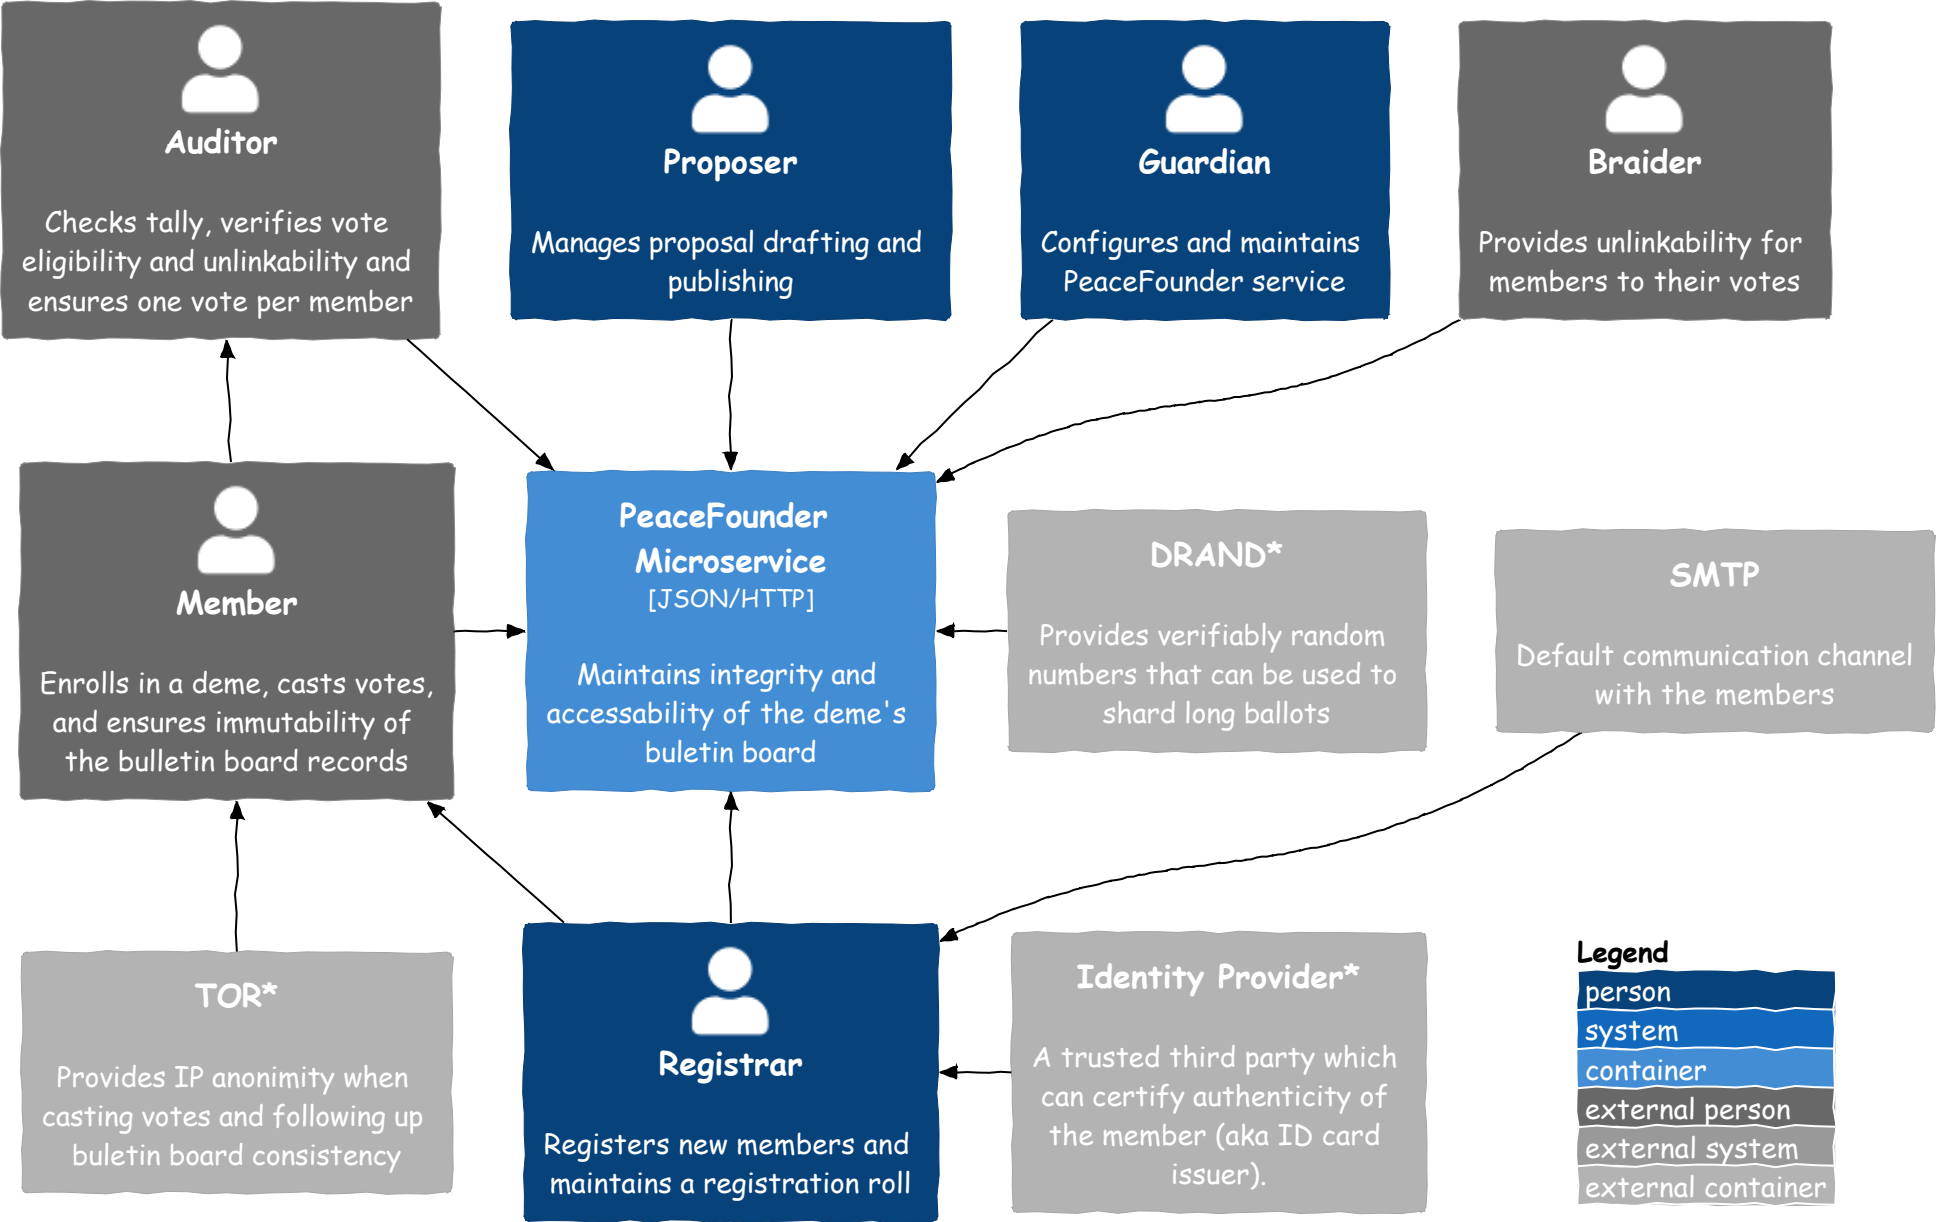 Auditor
Checks tally, verifies vote
eligibility and unlinkability and
ensures one vote per member
Proposer
Manages proposal drafting and
publishing
Guardian
Configures and maintains
PeaceFounder service
Braider
Provides unlinkability for
members to their votes
Member
Enrolls in a deme, casts votes,
and ensures immutability of
the bulletin board records
PeaceFounder
Microservice
[JSON/HTTP]
Maintains integrity and
accessability of the deme's
buletin board
DRAND*
Provides verifiably random
numbers that can be used to
shard long ballots
SMTP
Default communication channel
with the members
TOR*
Provides IP anonimity when
casting votes and following up
buletin board consistency
Registrar
Registers new members and
maintains a registration roll
Identity Provider*
A trusted third party which
can certify authenticity of
the member (aka ID card
issuer).
Legend
person
system
container
external person
external system
external container